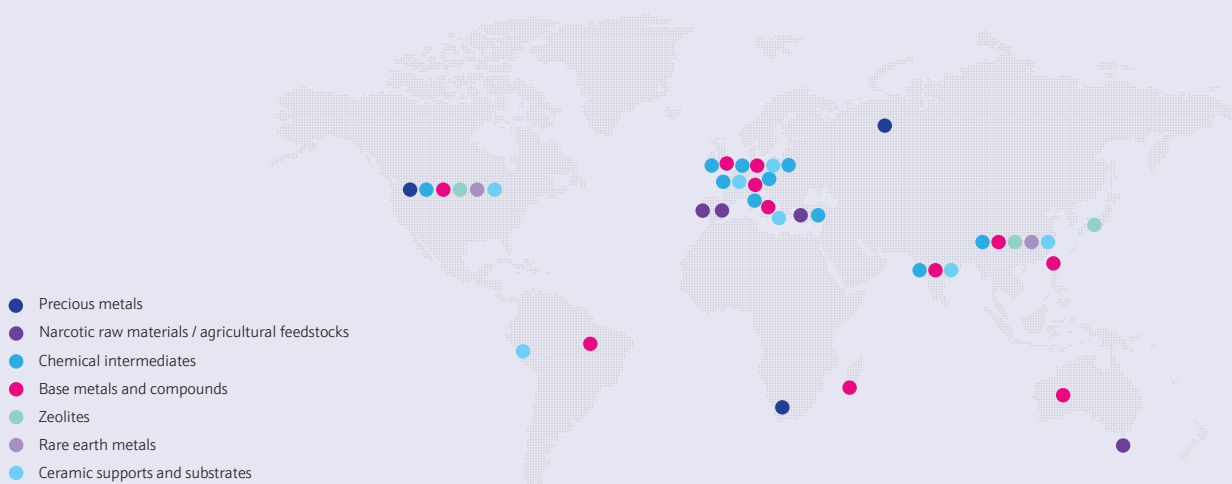 Precious metals
Narcotic raw materials / agricultural feedstocks
Chemical intermediates
Base metals and compounds
Zeolites
Rare earth metals
Ceramic supports and substrates